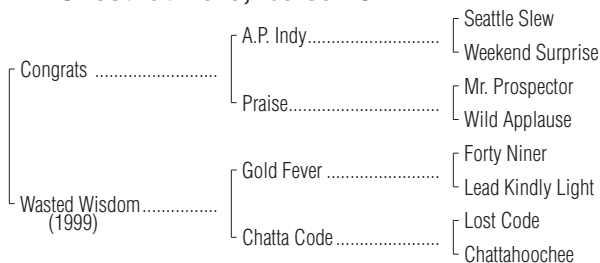 Seattle Slew
A.P. Indy........................................
Weekend Surprise
Congrats .........................
Mr. Prospector
Praise..............................................
Wild Applause
Forty Niner
Gold Fever ..................................
Lead Kindly Light
Wasted Wisdom................
(1999)
Lost Code
Chatta Code................................
Chattahoochee